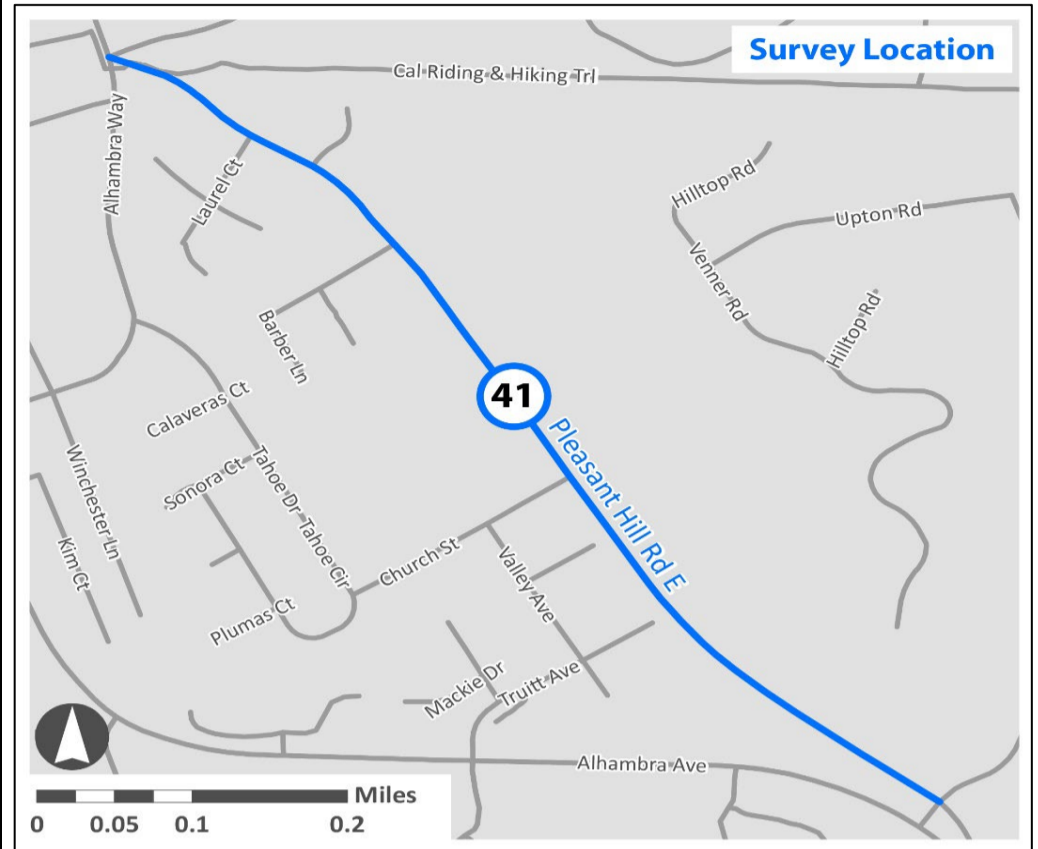 Survey Location
Cal Riding & Hiking Trl
Alhambra Way
Laurel Ct
Hilltop Rd
Upton Rd
Venner Rd
Hilltop Rd
Barber Ln
41
Calaveras Ct
Pleasant Hill Rd E
Winchester Ln
Sonora Ct
Tahoe Dr
Tahoe Cir
Kim Ct
Church St
Valley Ave
Plumas Ct
Mackie Dr
Truitt Ave
Alhambra Ave
Miles
0 0.05 0.1 0.2